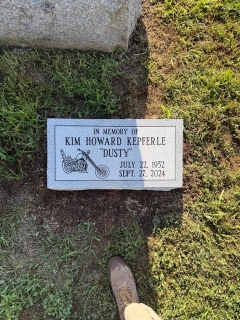 IN MEMORY OF
KIM HOWARD KEPFERLE
"DUSTY"
JULY 22, 1952
SEPT. 27, 2024